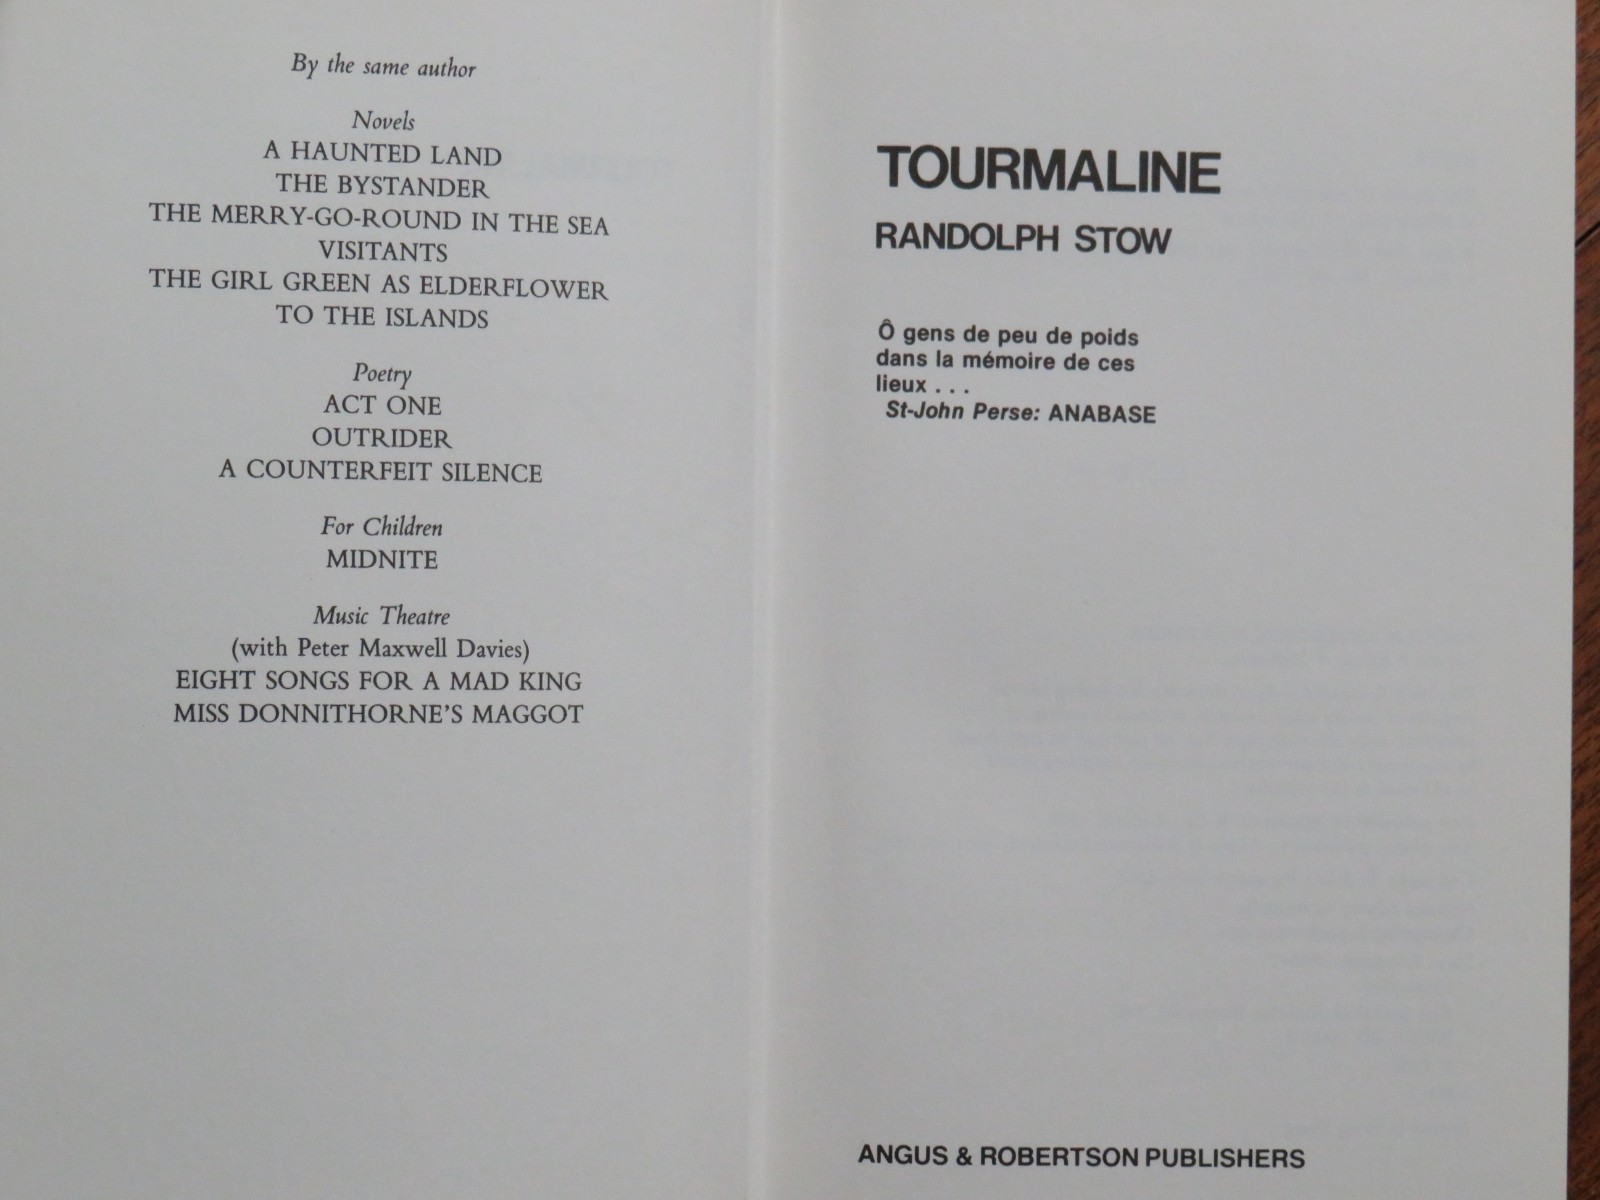 By the same author
Novels
A HAUNTED LAND
THE BYSTANDER
THE MERRY-GO-ROUND IN THE SEA
VISITANTS
THE GIRL GREEN AS ELDERFLOWER
TO THE ISLANDS
Poetry
ACT ONE
OUTRIDER
A COUNTERFEIT SILENCE
For Children
MIDNITE
Music Theatre
(with Peter Maxwell Davies)
EIGHT SONGS FOR A MAD KING
MISS DONNITHORNE'S MAGGOT
TOURMALINE
RANDOLPH STOW
Ô gens de peu de poids
dans la mémoire de ces
lieux . . .
St-John Perse: ANABASE
ANGUS & ROBERTSON PUBLISHERS